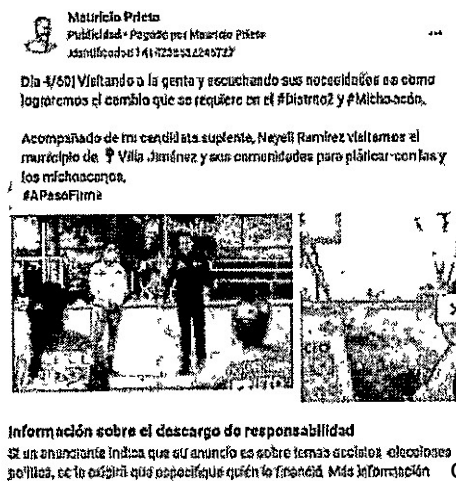 Mauricio Prieto
Publicidad • Pagado por Mauricio Prieto
Identificador:
Día 4/60| Visitando a la gente y escuchando sus necesidades es como
lograremos el cambio que se requiere en el #Distrito2 y #Michoacán.
Acompañado de mi candidata suplente, Nayeli Ramírez visitamos el
municipio de Villa Jiménez y sus comunidades para pláticar con las y
los michoacanos.
#APasoFirme
Información sobre el descargo de responsabilidad
Si un anunciante indica que su anuncio es sobre temas sociales, elecciones
política, se le exigirá que especifique quién lo financió. Más información